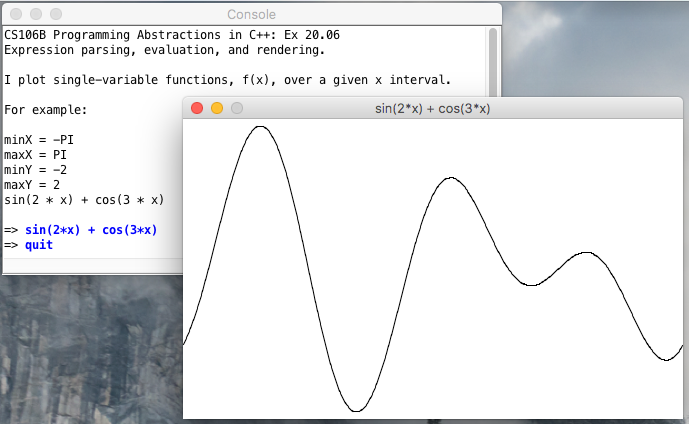 Console
CS106B Programming Abstractions in C++: Ex 20.06
Expression parsing, evaluation, and rendering.
I plot single-variable functions, f(x), over a given x interval.
For example:
minX = -PI
maxX = PI
minY = -2
maxY = 2
sin(2 * x) + cos(3 * x)
=> sin(2*x) + cos(3*x)
=> quit
sin(2*x) + cos(3*x)